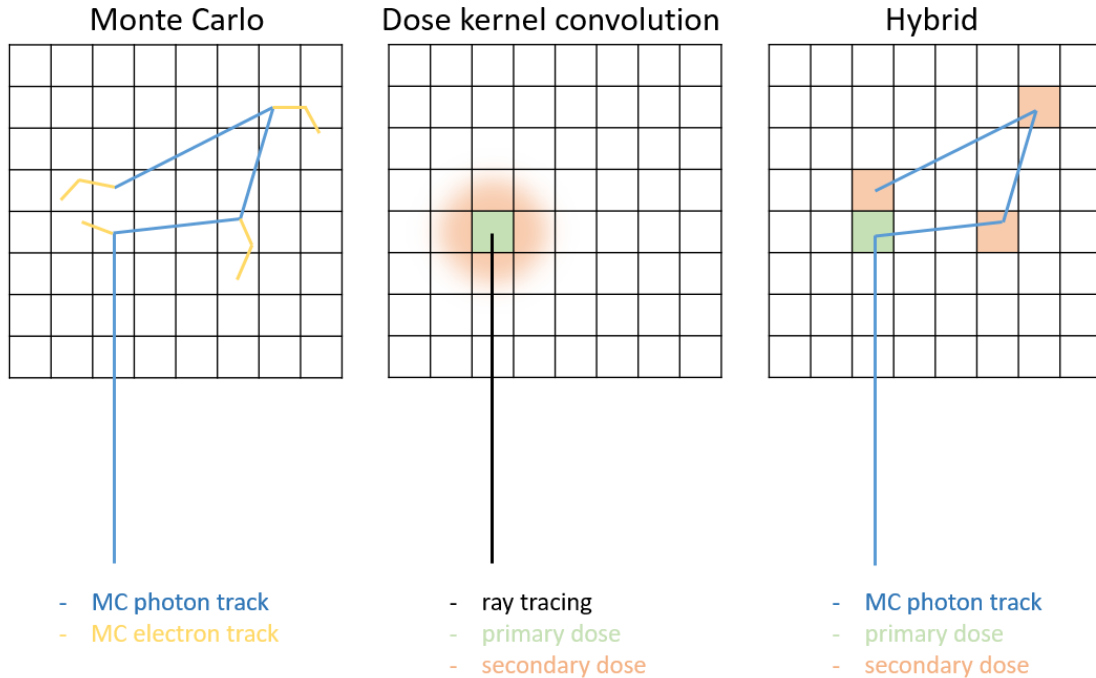 Monte Carlo
Dose kernel convolution
Hybrid
- MC photon track
- MC electron track
- ray tracing
- primary dose
- secondary dose
- MC photon track
- primary dose
- secondary dose